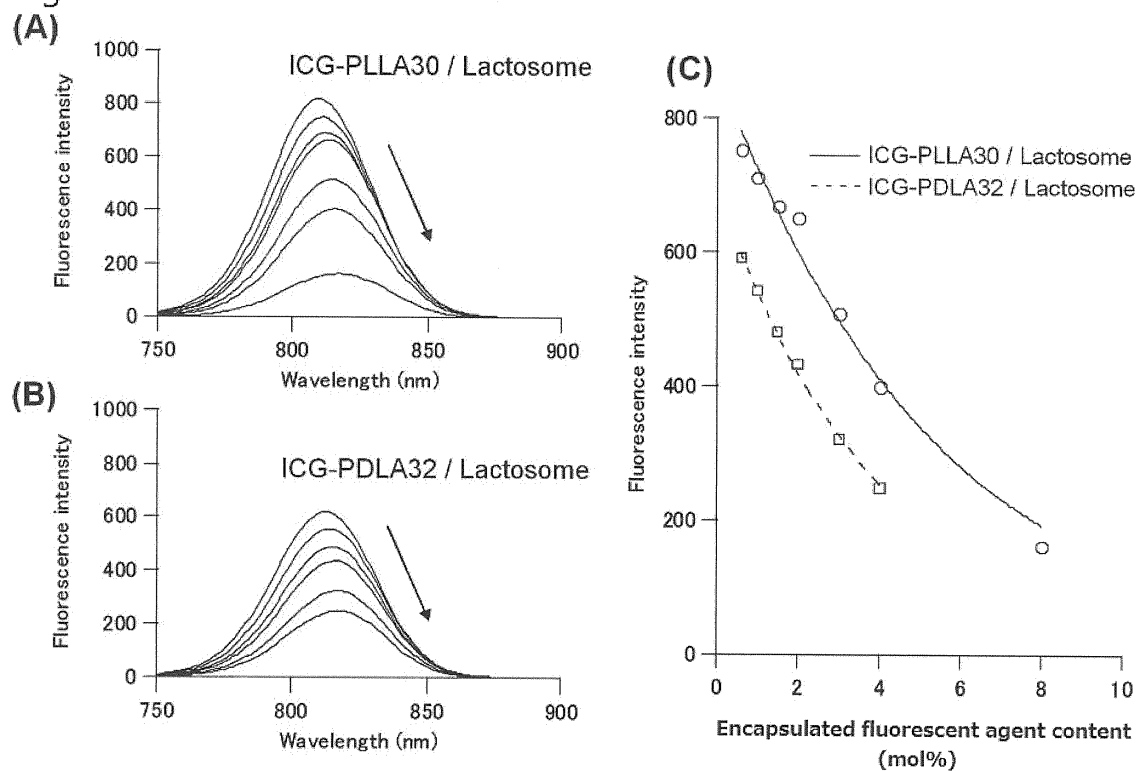 (A)
1000
800
600
400
200
0
Fluorescence intensity
ICG-PLLA30 / Lactosome
750 800 850 900
Wavelength (nm)
(B)
1000
800
600
400
200
0
Fluorescence intensity
ICG-PDLA32 / Lactosome
750 800 850 900
Wavelength (nm)
(C)
800
600
400
200
0
Fluorescence intensity
ICG-PLLA30 / Lactosome
ICG-PDLA32 / Lactosome
0 2 4 6 8 10
Encapsulated fluorescent agent content
(mol%)